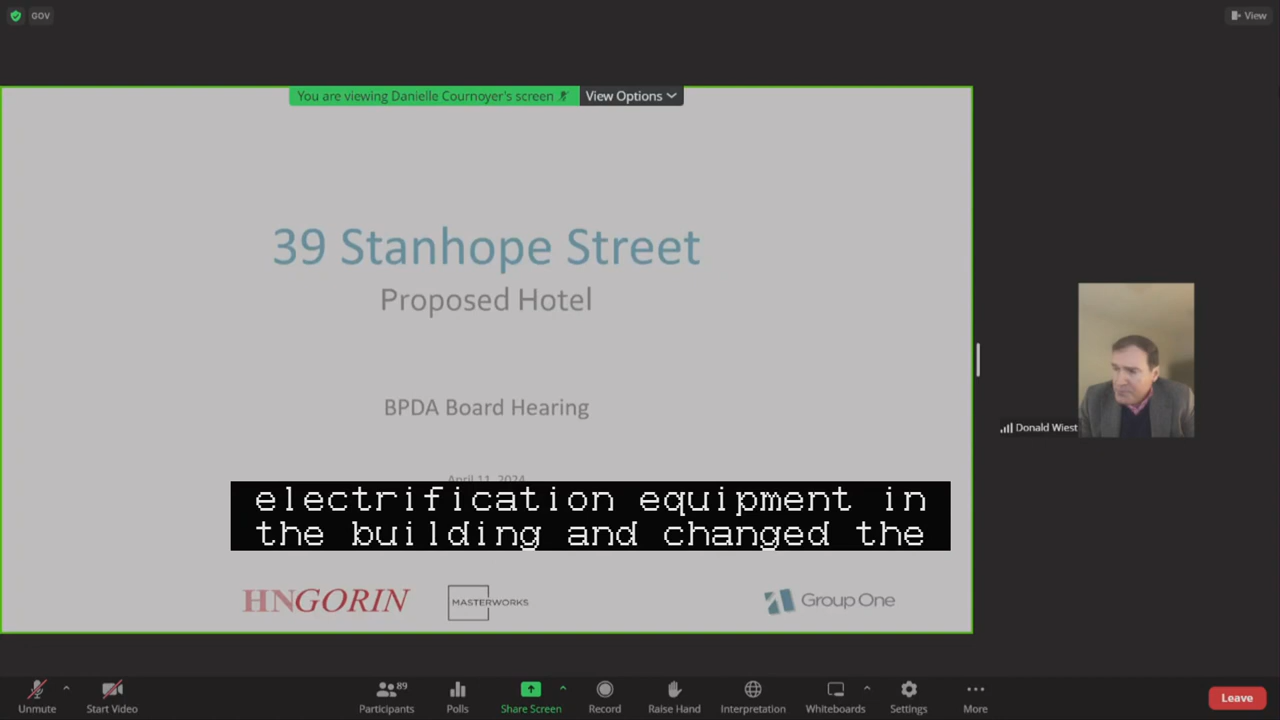 GOV
View
You are viewing Danielle Cournoyer's screen
View Options
39 Stanhope Street
Proposed Hotel
BPDA Board Hearing
April 11, 2024
electrification equipment in
the building and changed the
HNGORIN
MASTERWORKS
Group One
Donald Wiest
89
Unmute
Start Video
Participants
Polls
Share Screen
Record
Raise Hand
Interpretation
Whiteboards
Settings
More
Leave